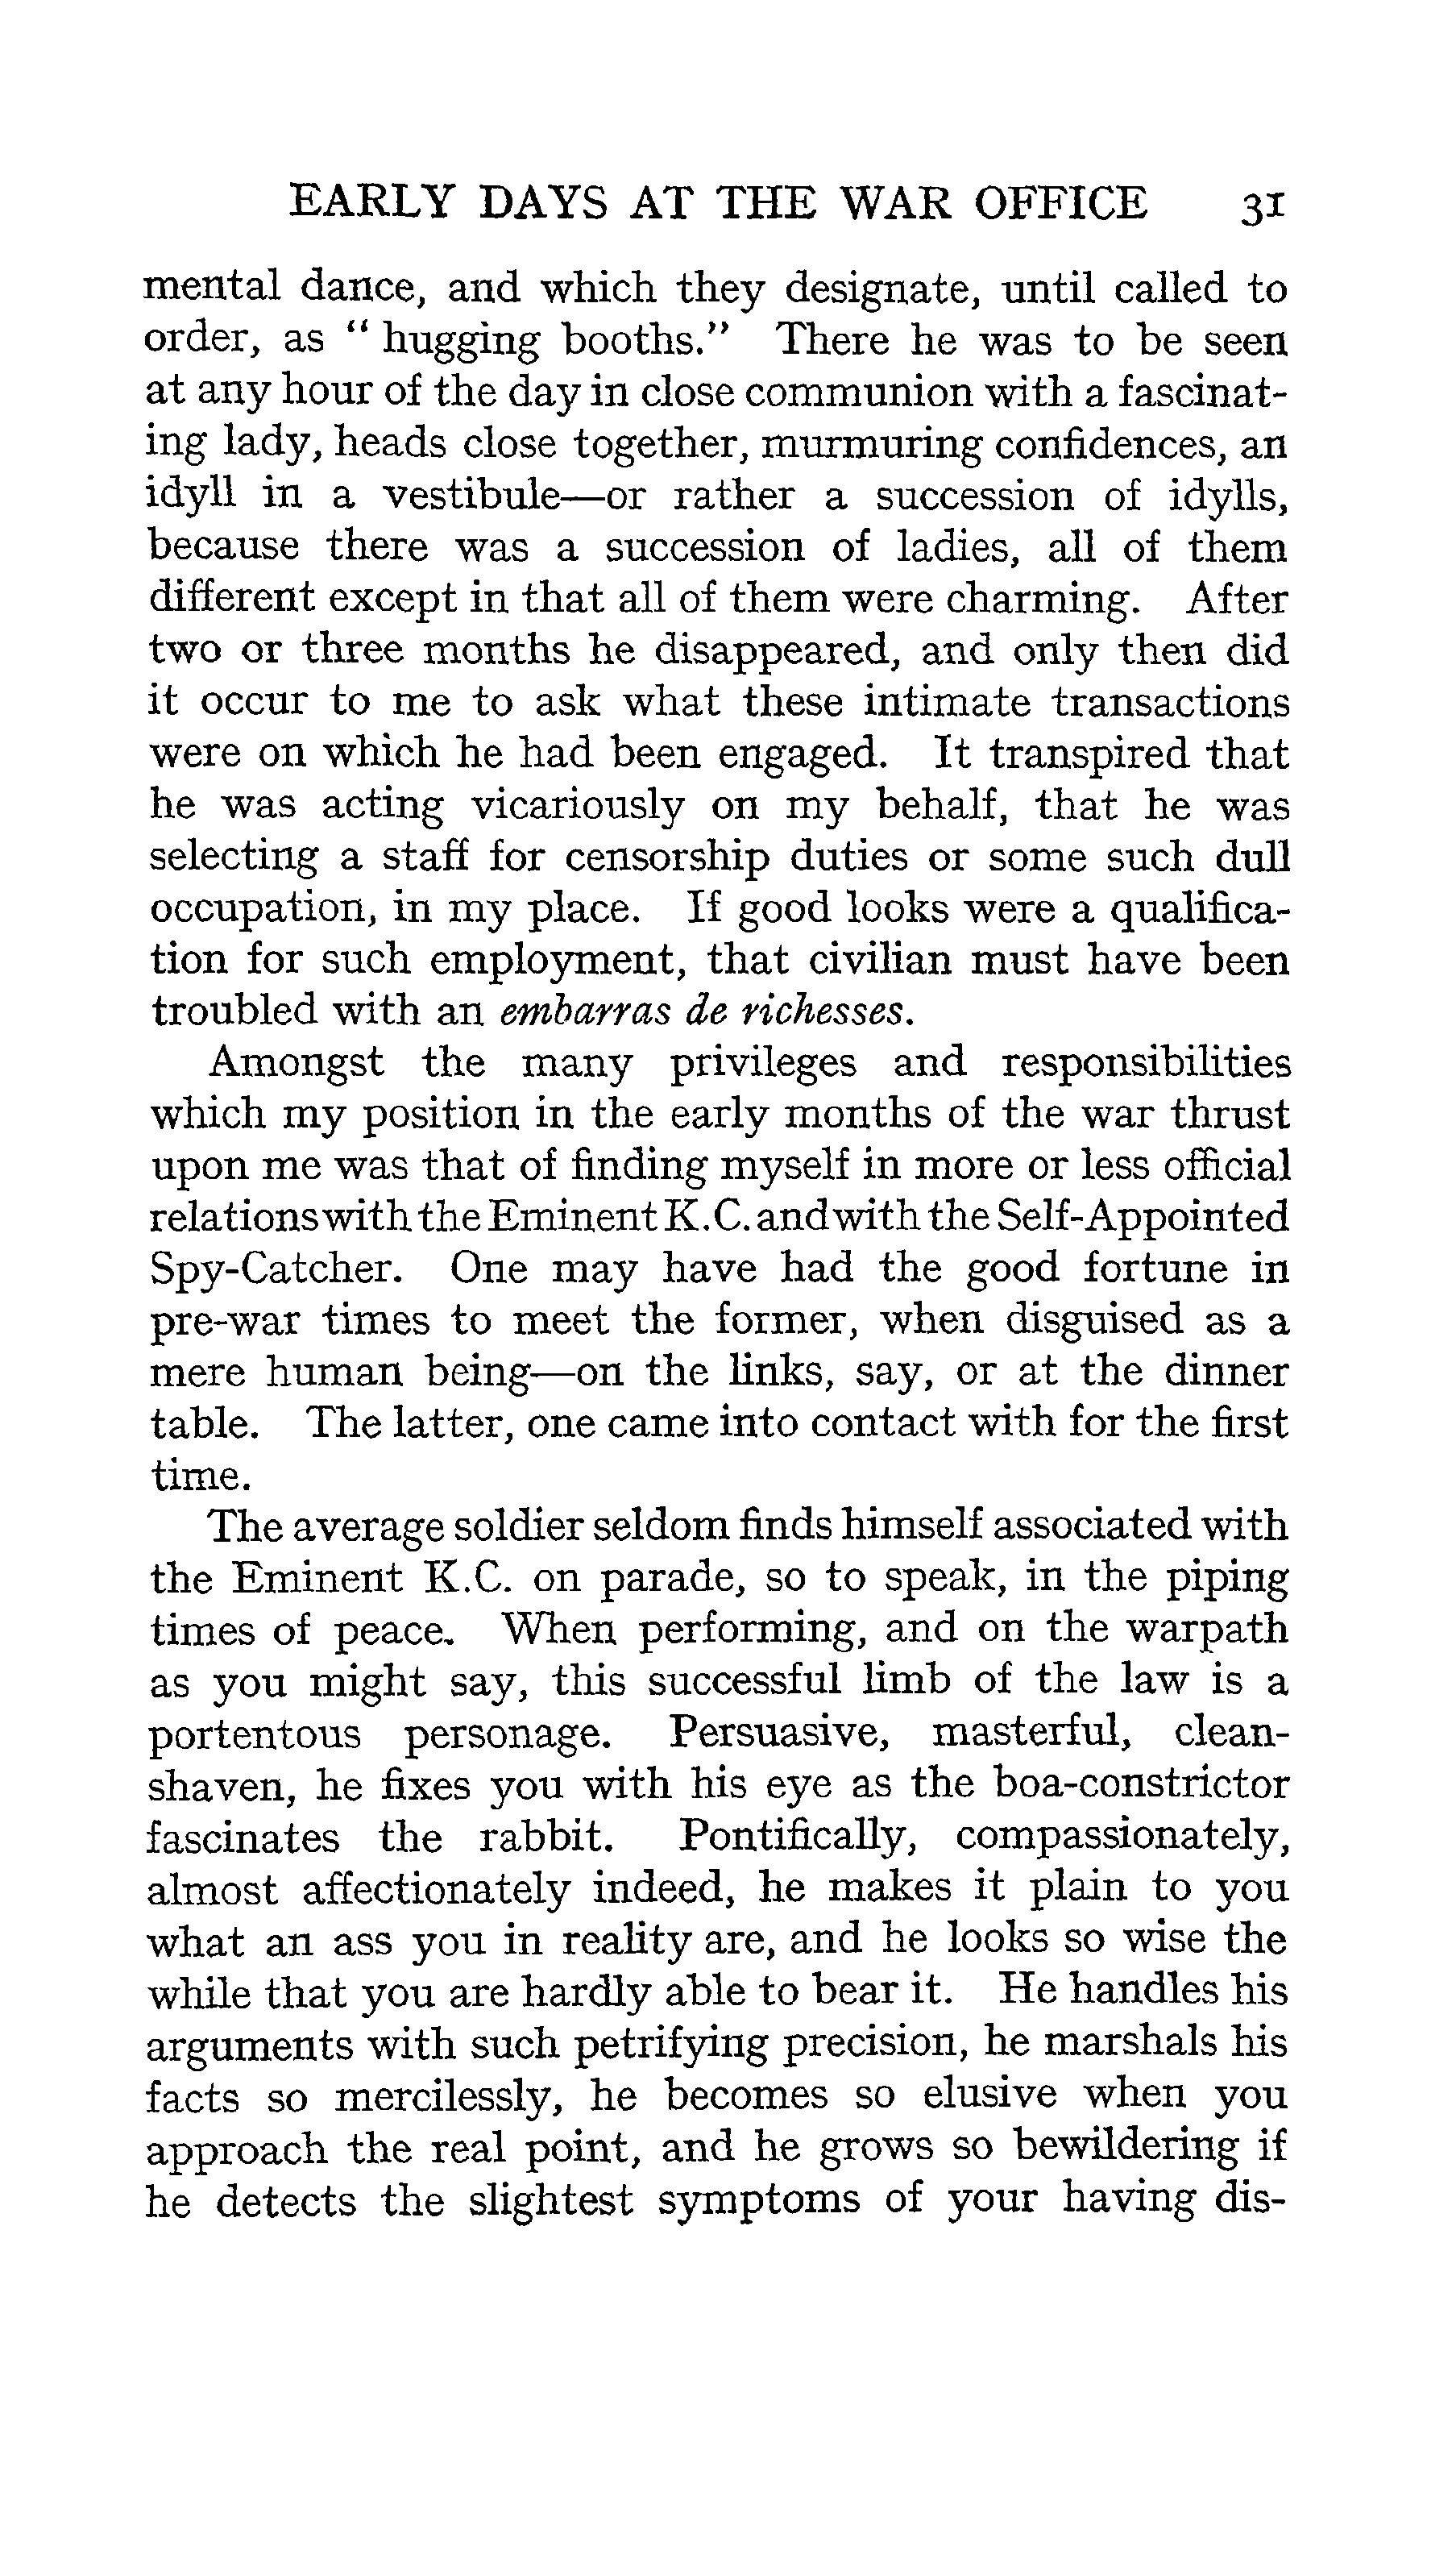 EARLY DAYS AT THE WAR OFFICE 31
mental dance, and which they designate, until called to
order, as " hugging booths." There he was to be seen
at any hour of the day in close communion with a fascinat-
ing lady, heads close together, murmuring confidences, an
idyll in a vestibule—or rather a succession of idylls,
because there was a succession of ladies, all of them
different except in that all of them were charming. After
two or three months he disappeared, and only then did
it occur to me to ask what these intimate transactions
were on which he had been engaged. It transpired that
he was acting vicariously on my behalf, that he was
selecting a staff for censorship duties or some such dull
occupation, in my place. If good looks were a qualifica-
tion for such employment, that civilian must have been
troubled with an embarras de richesses.
Amongst the many privileges and responsibilities
which my position in the early months of the war thrust
upon me was that of finding myself in more or less official
relations with the Eminent K.C. and with the Self-Appointed
Spy-Catcher. One may have had the good fortune in
pre-war times to meet the former, when disguised as a
mere human being—on the links, say, or at the dinner
table. The latter, one came into contact with for the first
time.
The average soldier seldom finds himself associated with
the Eminent K.C. on parade, so to speak, in the piping
times of peace. When performing, and on the warpath
as you might say, this successful limb of the law is a
portentous personage. Persuasive, masterful, clean-
shaven, he fixes you with his eye as the boa-constrictor
fascinates the rabbit. Pontifically, compassionately,
almost affectionately indeed, he makes it plain to you
what an ass you in reality are, and he looks so wise the
while that you are hardly able to bear it. He handles his
arguments with such petrifying precision, he marshals his
facts so mercilessly, he becomes so elusive when you
approach the real point, and he grows so bewildering if
he detects the slightest symptoms of your having dis-